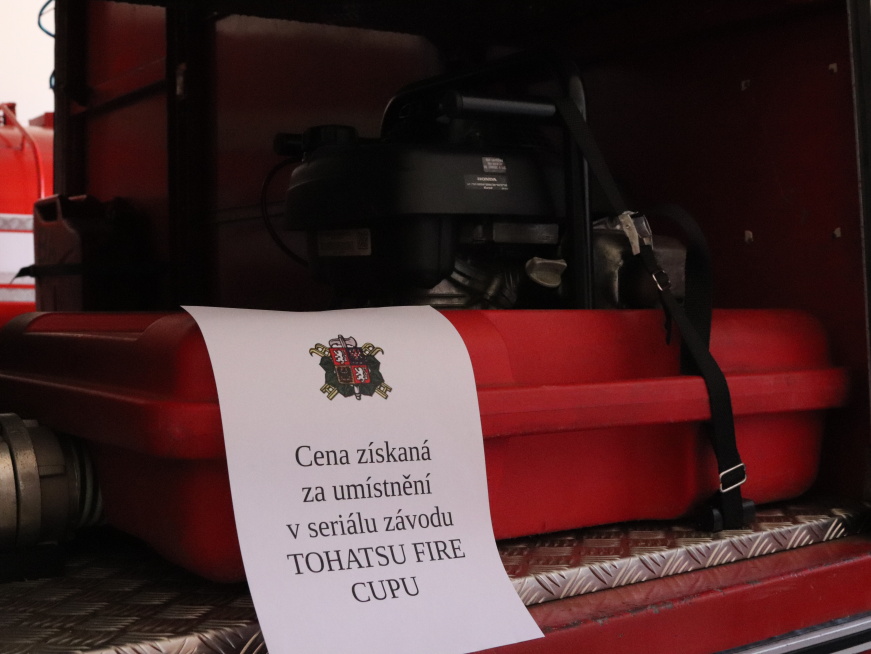 Cena získaná
za umístnění
v seriálu závodu
TOHATSU FIRE
CUPU